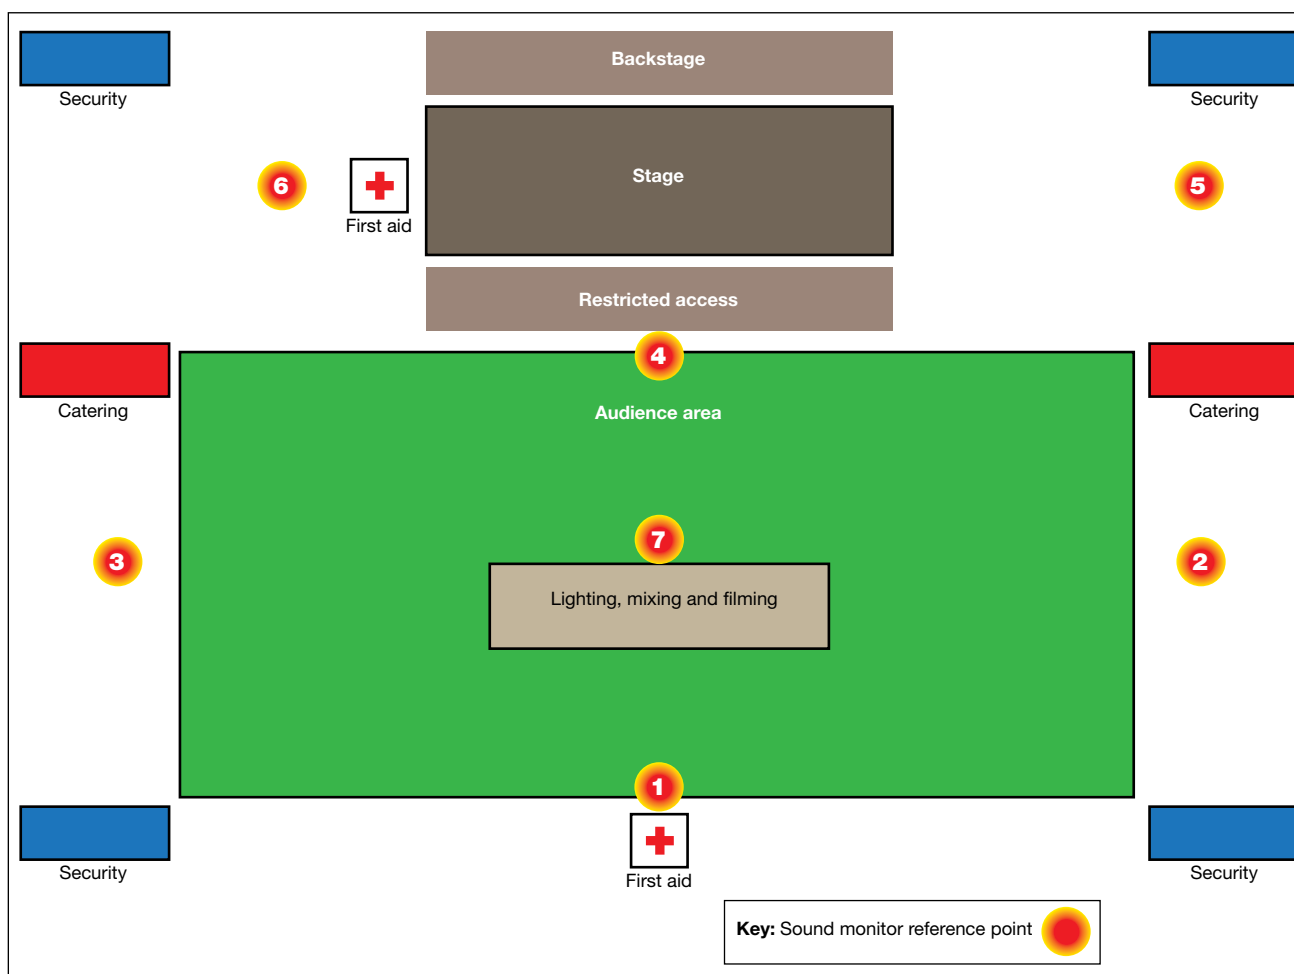 Backstage
Security
Security
Stage
6
5
First aid
Restricted access
4
Catering
Catering
Audience area
7
3
2
Lighting, mixing and filming
1
Security
Security
First aid
Key: Sound monitor reference point